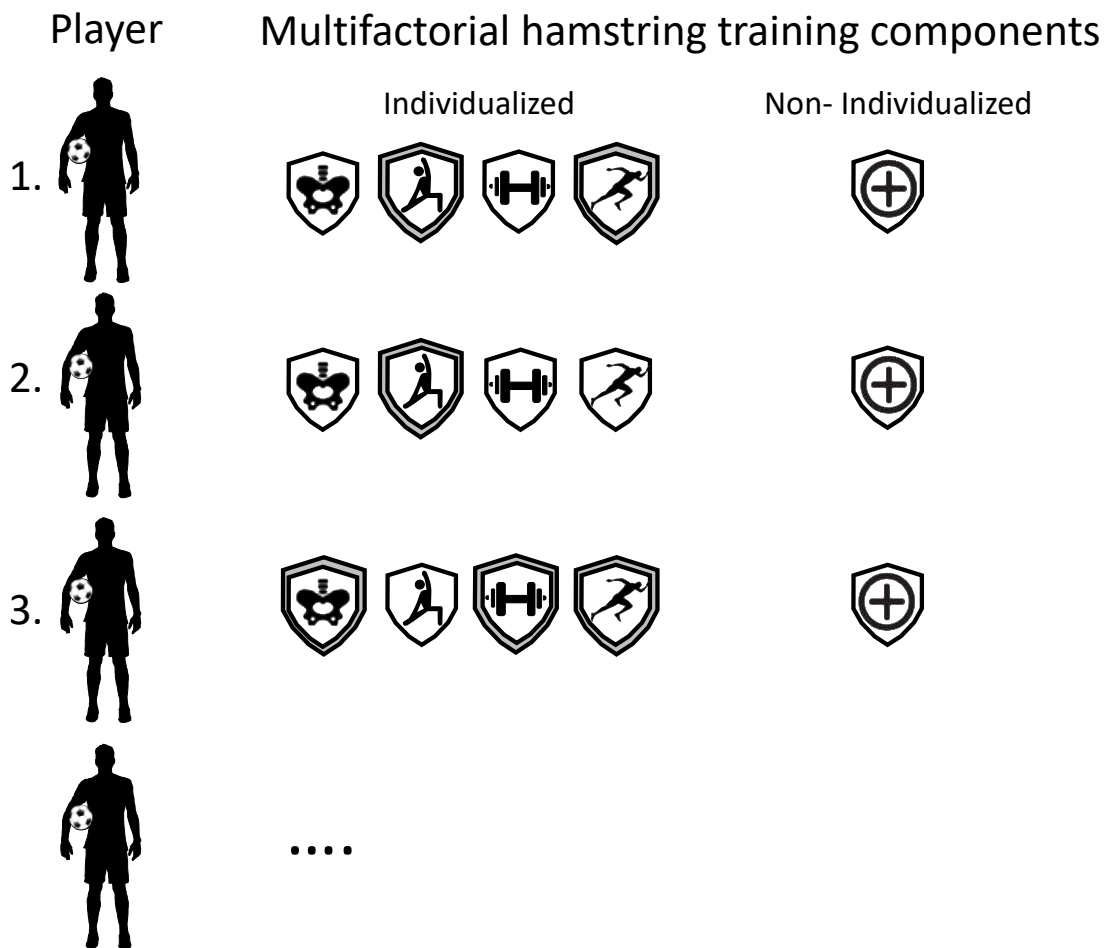 Player Multifactorial hamstring training components
Individualized Non- Individualized
1.
2.
3.
....